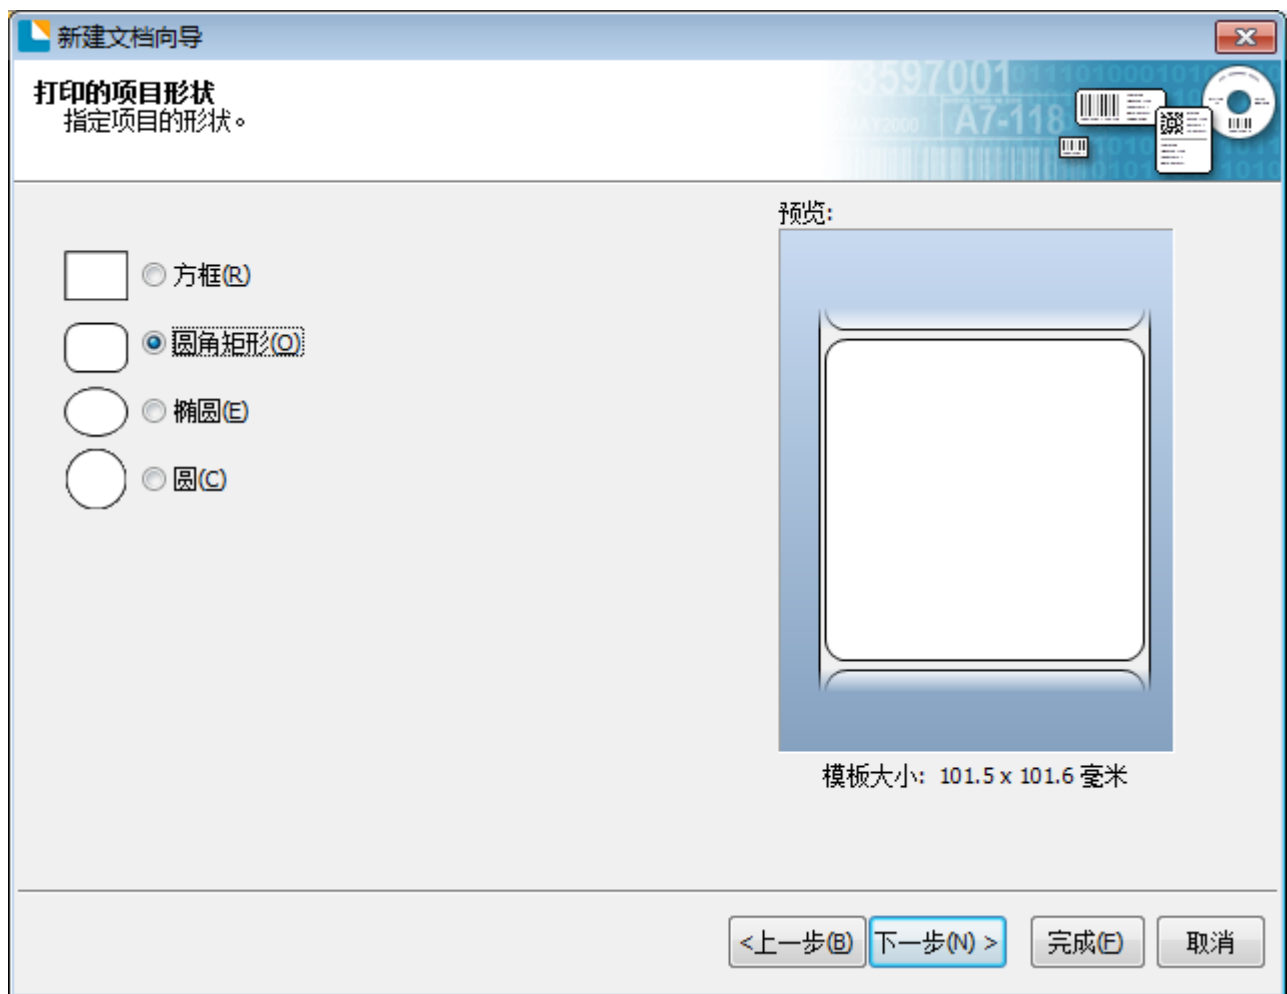 新建文档向导
打印的项目形状
指定项目的形状。
43597001
MAY2000
A7-118
预览:
方框(R)
圆角矩形(O)
椭圆(E)
圆(C)
模板大小: 101.5 x 101.6 毫米
<上一步(B)
下一步(N) >
完成(F)
取消